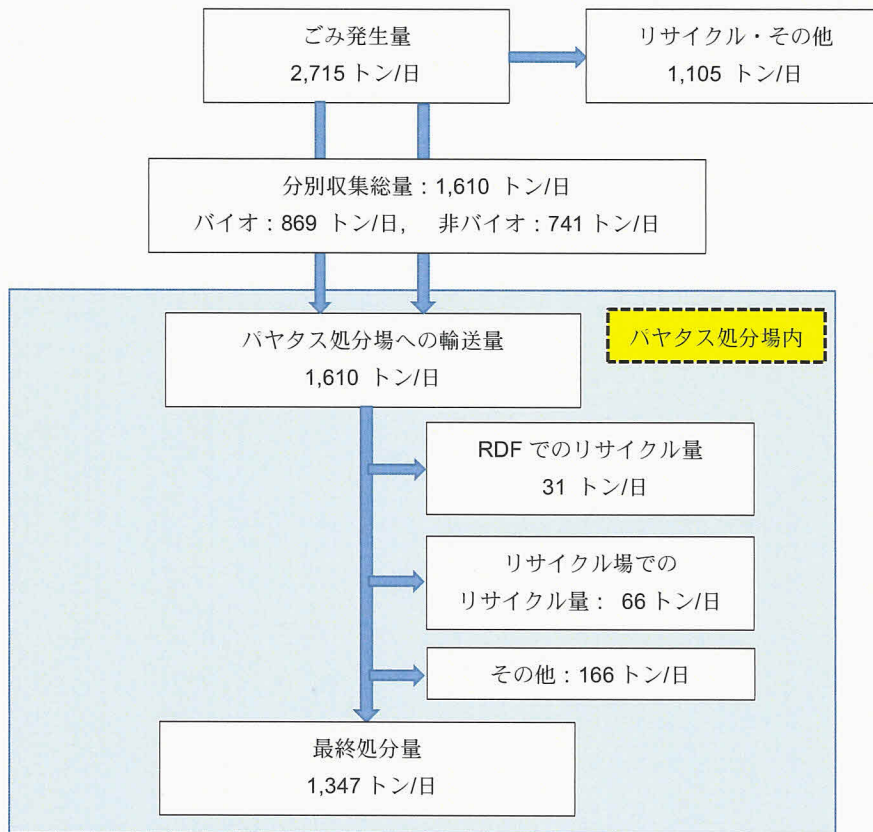 ごみ発生量
2,715 トン/日
リサイクル・その他
1,105 トン/日
分別収集総量：1,610 トン/日
バイオ：869 トン/日,　非バイオ：741 トン/日
パヤタス処分場への輸送量
1,610 トン/日
パヤタス処分場内
RDF でのリサイクル量
31 トン/日
リサイクル場での
リサイクル量： 66 トン/日
その他：166 トン/日
最終処分量
1,347 トン/日